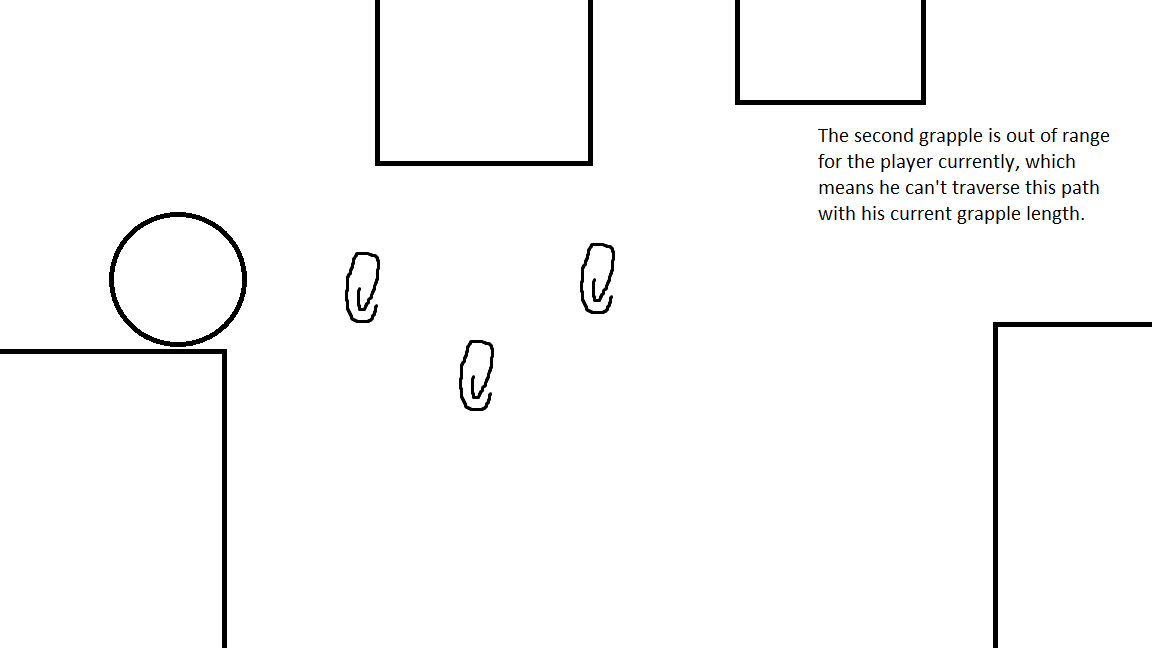 The second grapple is out of range
for the player currently, which
means he can't traverse this path
with his current grapple length.